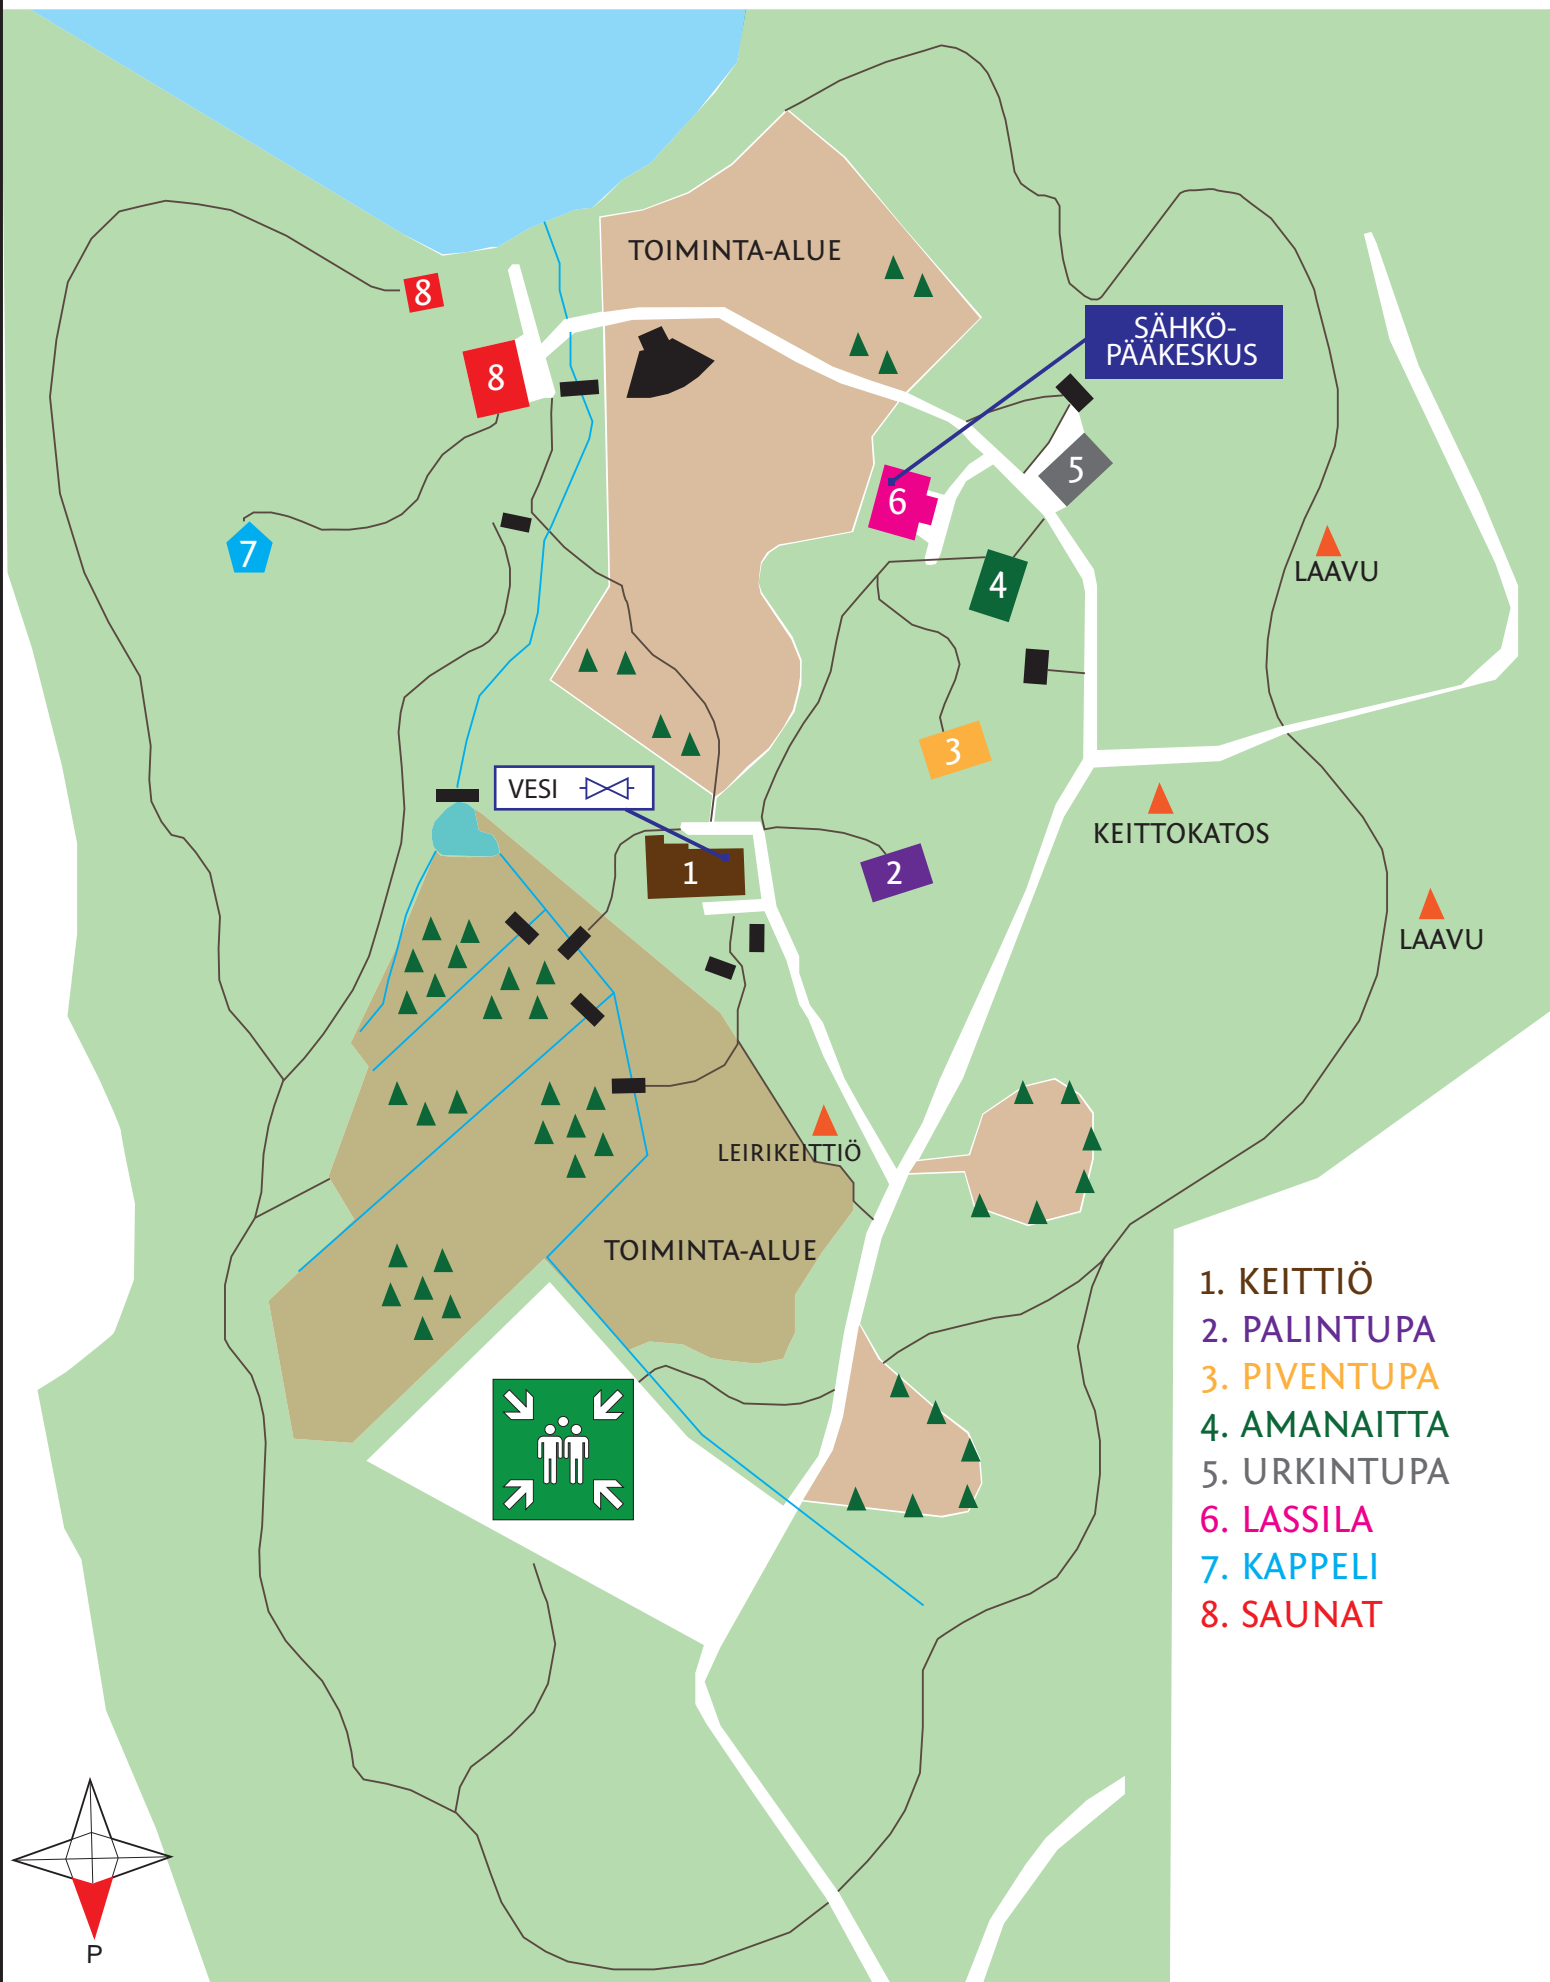 TOIMINTA-ALUE
8
SÄHKÖ-
PÄÄKESKUS
8
5
6
7
LAAVU
4
3
VESI
KEITTOKATOS
1
2
LAAVU
LEIRIKEITTIÖ
TOIMINTA-ALUE
1. KEITTIÖ
2. PALINTUPA
3. PIVENTUPA
4. AMANAITTA
5. URKINTUPA
6. LASSILA
7. KAPPELI
8. SAUNAT
P